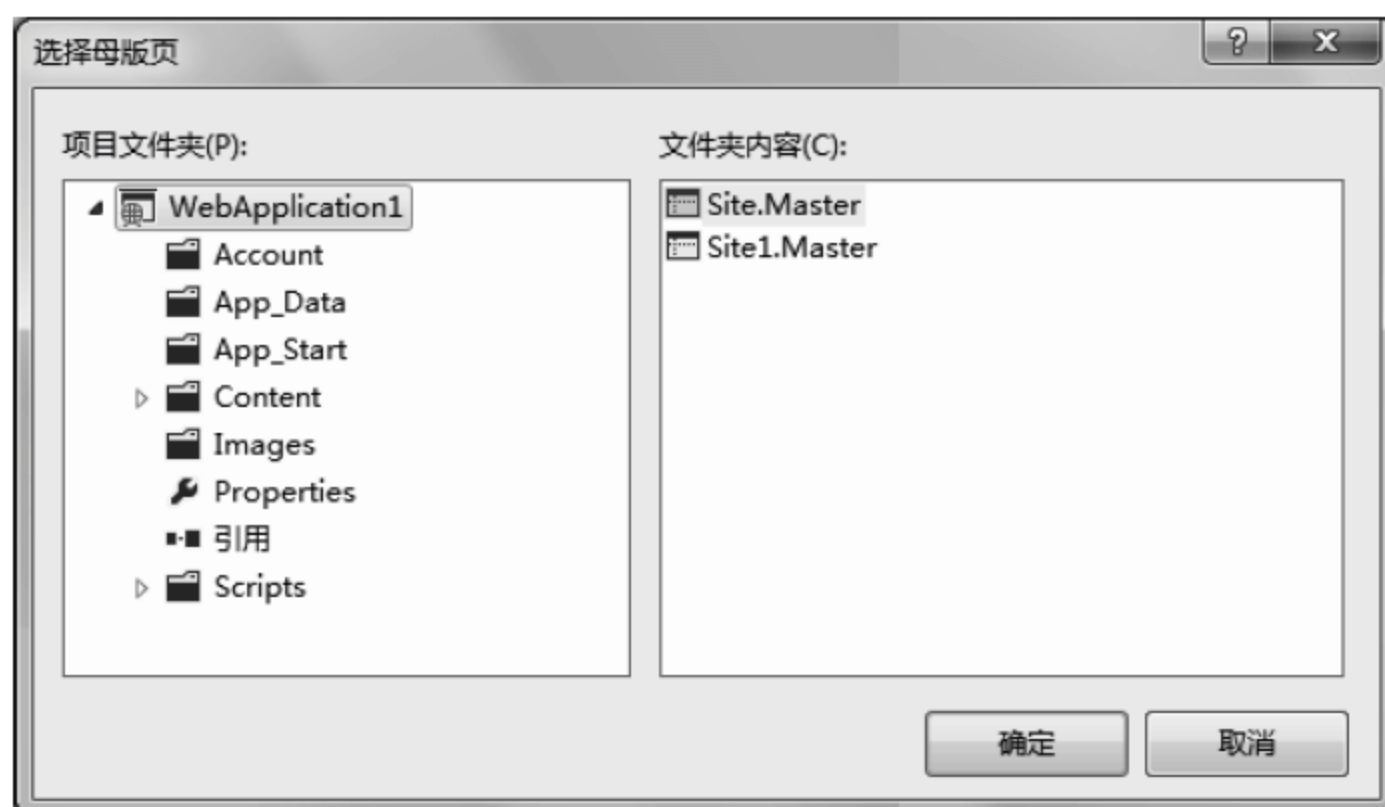 选择母版页
项目文件夹(P):
WebApplication1
Account
App_Data
App_Start
Content
Images
Properties
引用
Scripts
文件夹内容(C):
Site.Master
Site1.Master
确定
取消